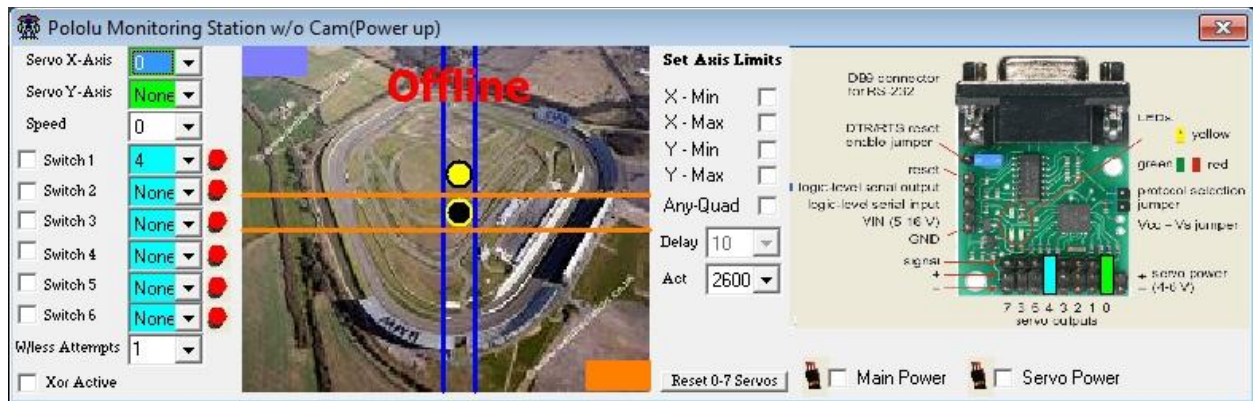 Pololu Monitoring Station w/o Cam(Power up)
Servo X-Axis 0
Servo Y-Axis None
Speed 0
Switch 1 4
Switch 2 None
Switch 3 None
Switch 4 None
Switch 5 None
Switch 6 None
W/less Attempts 1
Xor Active
Offline
Set Axis Limits
X - Min
X - Max
Y - Min
Y - Max
Any-Quad
Delay 10
Act 2600
Reset 0-7 Servos
DB9 connector
for RS-232
DTR/RTS reset
enable jumper
reset
logic-level serial output
logic-level serial input
VIN (5-16 V)
GND
signal
+
–
LEDs
yellow
green
red
protocol selection
jumper
Vcc – Vs jumper
+ servo power
– (4-6 V)
7 3 5 4 3 2 1 0
servo outputs
Main Power
Servo Power